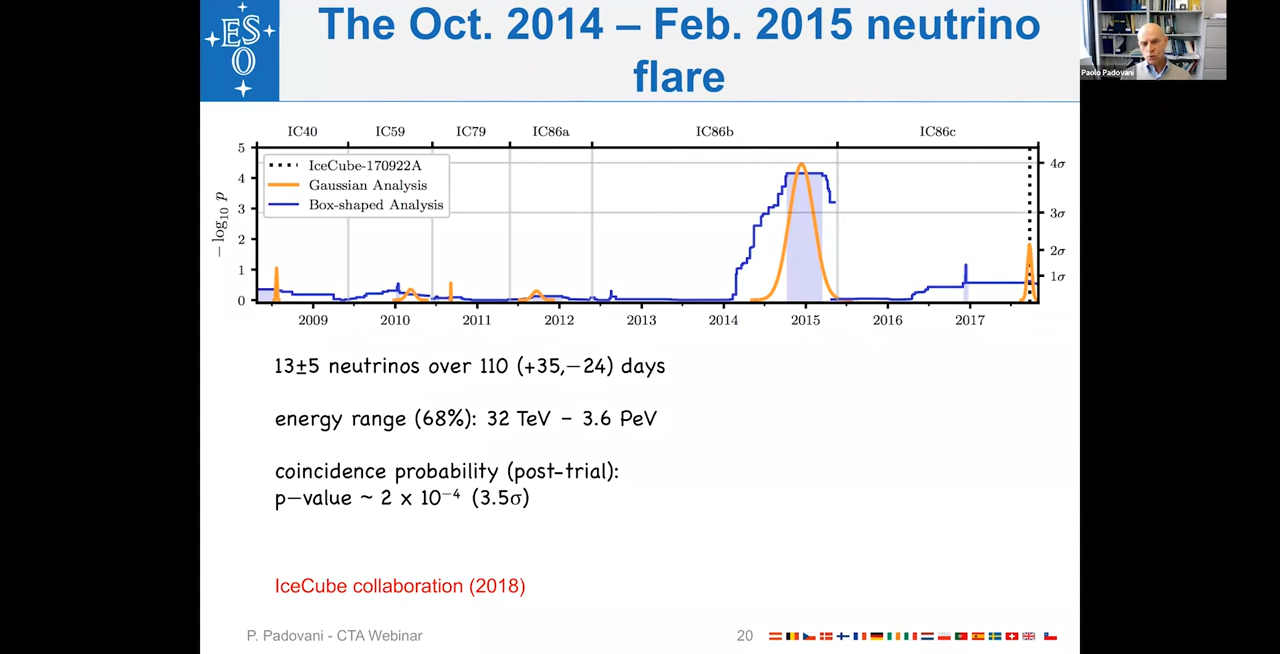 ES
O
The Oct. 2014 – Feb. 2015 neutrino
flare
Paolo Padovani
IC40 IC59 IC79 IC86a IC86b IC86c
IceCube-170922A
Gaussian Analysis
Box-shaped Analysis
− log₁₀ p
5
4
3
2
1
0
4σ
3σ
2σ
1σ
2009 2010 2011 2012 2013 2014 2015 2016 2017
13±5 neutrinos over 110 (+35,−24) days
energy range (68%): 32 TeV – 3.6 PeV
coincidence probability (post-trial):
p−value ~ 2 x 10⁻⁴ (3.5σ)
IceCube collaboration (2018)
P. Padovani - CTA Webinar 20